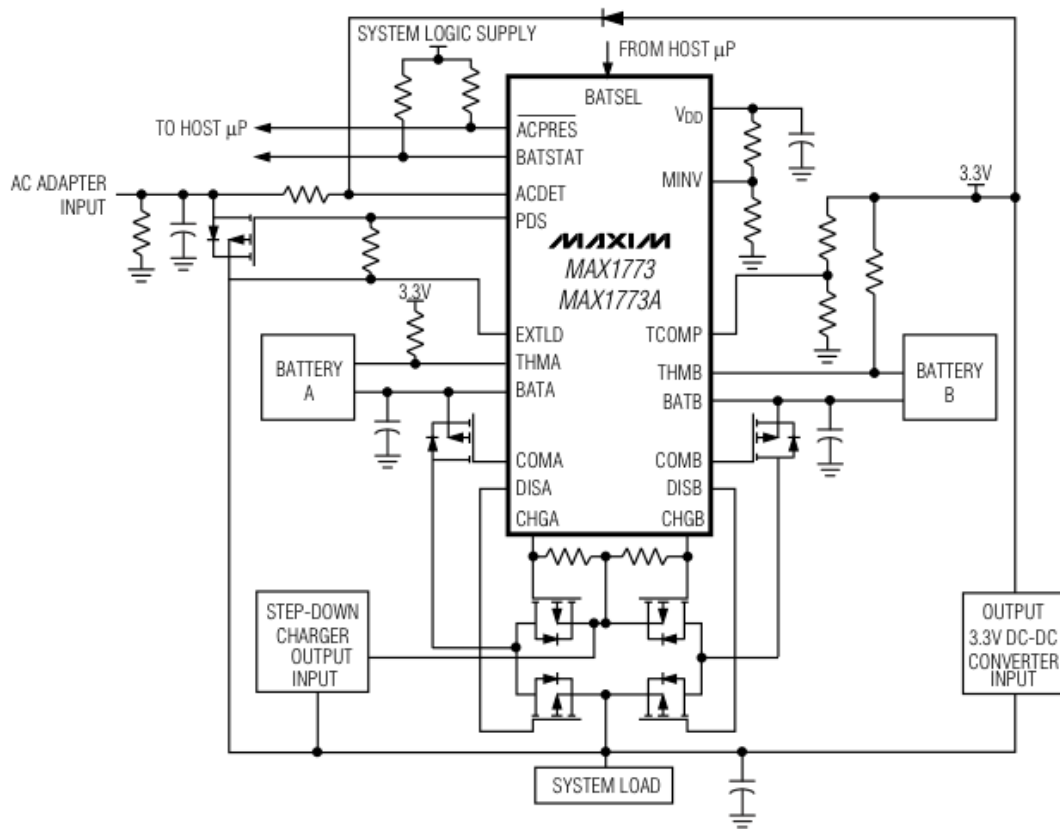 SYSTEM LOGIC SUPPLY
FROM HOST µP
BATSEL
TO HOST µP
ACPRES
BATSTAT
AC ADAPTER
INPUT
ACDET
PDS
VDD
MINV
3.3V
MAXIM
MAX1773
MAX1773A
3.3V
EXTLD
TCOMP
BATTERY
A
THMA
BATA
THMB
BATB
BATTERY
B
COMA
COMB
DISA
DISB
CHGA
CHGB
STEP-DOWN
CHARGER
OUTPUT
INPUT
OUTPUT
3.3V DC-DC
CONVERTER
INPUT
SYSTEM LOAD